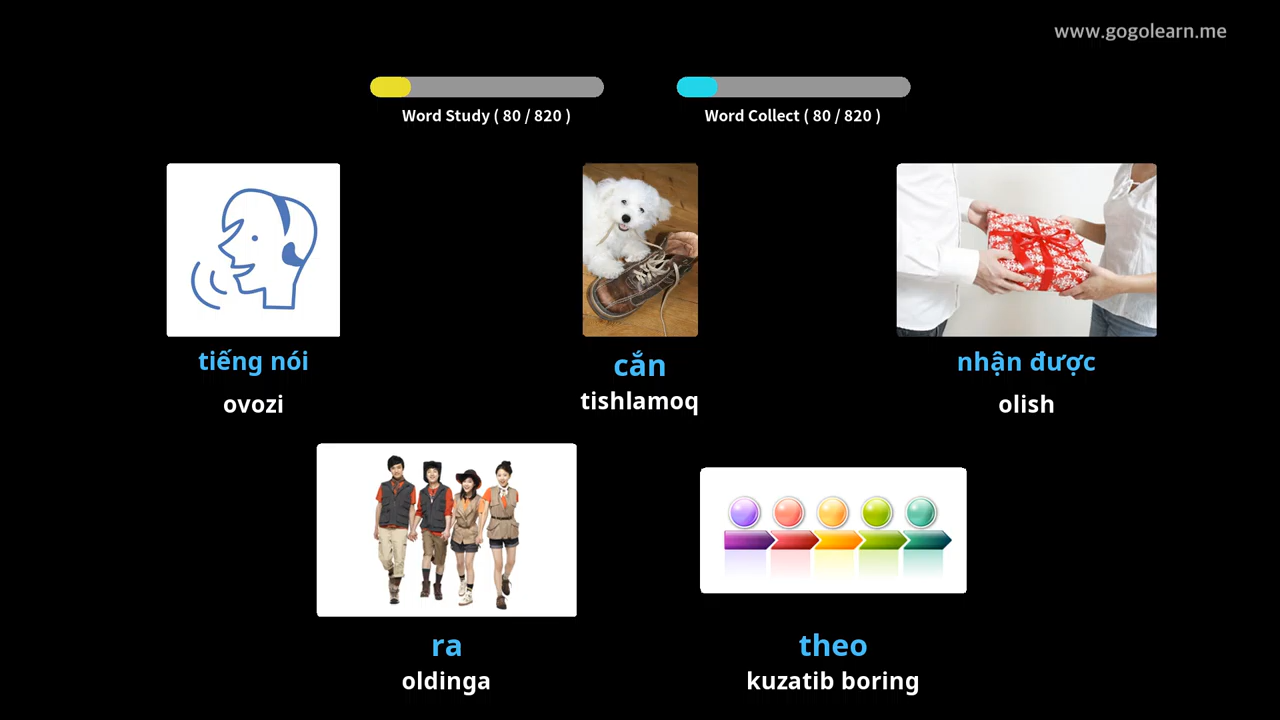 www.gogolearn.me
Word Study ( 80 / 820 )
Word Collect ( 80 / 820 )
tiếng nói
ovozi
cắn
tishlamoq
nhận được
olish
ra
oldinga
theo
kuzatib boring